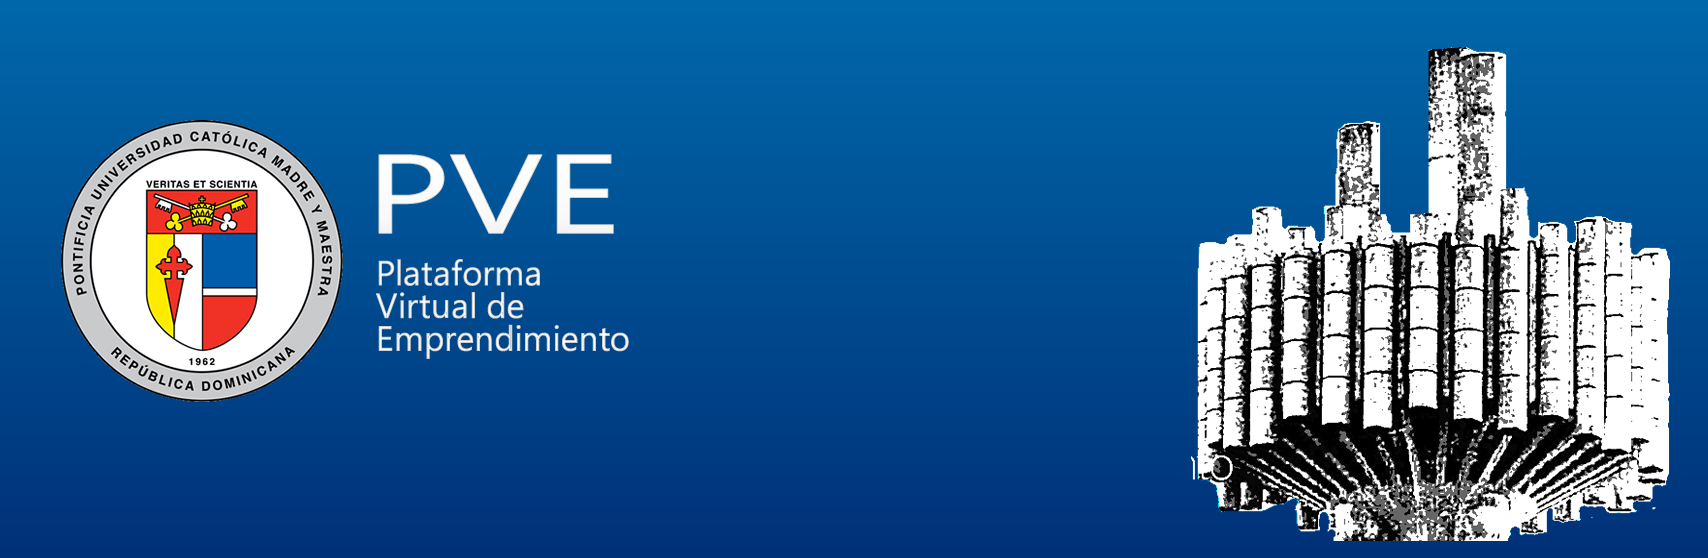 PONTIFICIA UNIVERSIDAD CATÓLICA MADRE Y MAESTRA
VERITAS ET SCIENTIA
1962
REPÚBLICA DOMINICANA
PVE
Plataforma
Virtual de
Emprendimiento